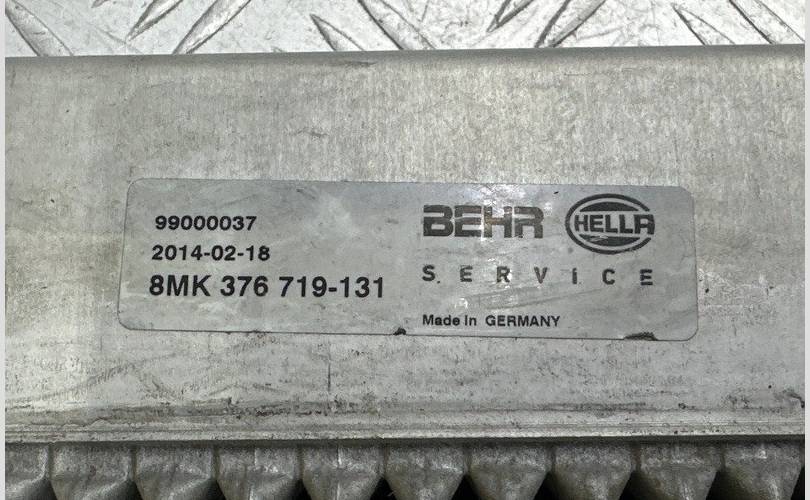 99000037
2014-02-18
8MK 376 719-131
BEHR HELLA
SERVICE
Made In GERMANY